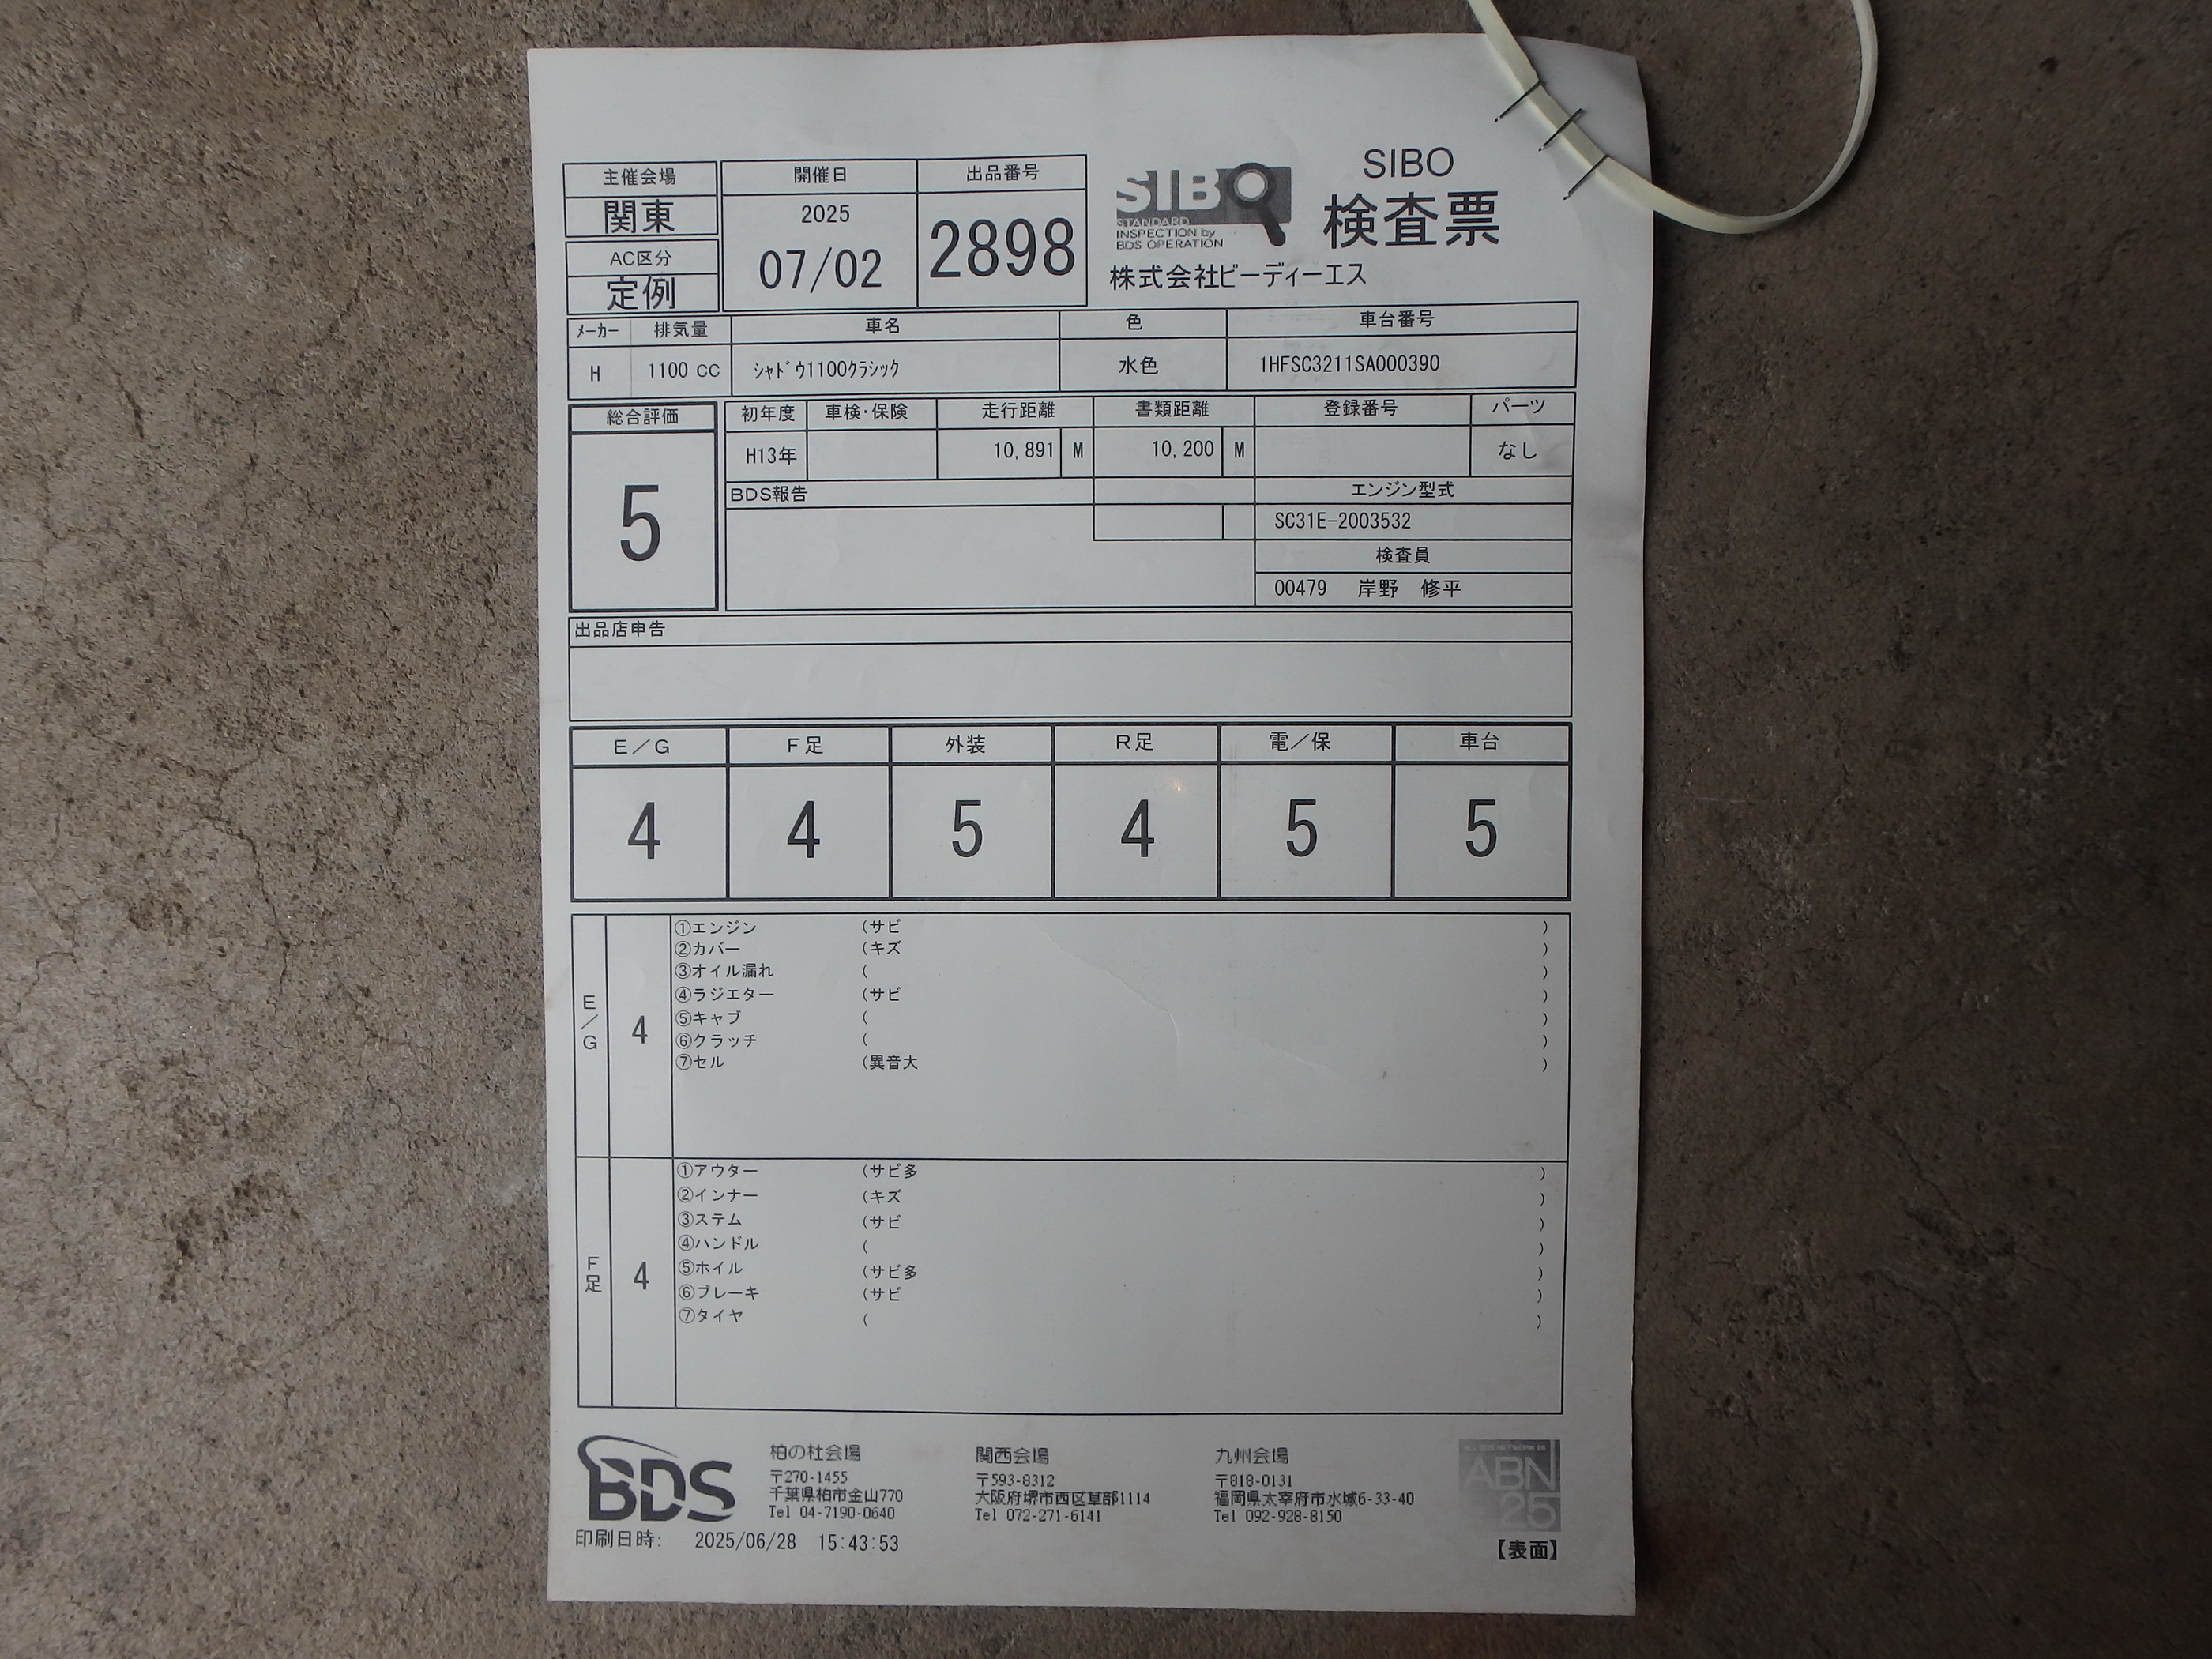 主催会場
関東
AC区分
定例
開催日
2025
07/02
出品番号
2898
SIBO
STANDARD
INSPECTION by
BDS OPERATION
SIBO
検査票
株式会社ビーディーエス
ﾒｰｶｰ 排気量 車名 色 車台番号
H 1100 CC ｼｬﾄﾞｳ1100ｸﾗｼｯｸ 水色 1HFSC3211SA000390
総合評価
5
初年度 車検・保険 走行距離 書類距離 登録番号 パーツ
H13年 10,891 M 10,200 M なし
BDS報告
エンジン型式
SC31E-2003532
検査員
00479 岸野 修平
出品店申告
E/G F足 外装 R足 電/保 車台
4 4 5 4 5 5
E/G 4
①エンジン (サビ )
②カバー (キズ )
③オイル漏れ ( )
④ラジエター (サビ )
⑤キャブ ( )
⑥クラッチ ( )
⑦セル (異音大 )
F足 4
①アウター (サビ多 )
②インナー (キズ )
③ステム (サビ )
④ハンドル ( )
⑤ホイル (サビ多 )
⑥ブレーキ (サビ )
⑦タイヤ ( )
BDS
柏の杜会場
〒270-1455
千葉県柏市金山770
Tel 04-7190-0640
関西会場
〒593-8312
大阪府堺市西区草部1114
Tel 072-271-6141
九州会場
〒818-0131
福岡県太宰府市水城6-33-40
Tel 092-928-8150
ALL BDS NETWORK 25
ABN
25
印刷日時: 2025/06/28 15:43:53
【表面】